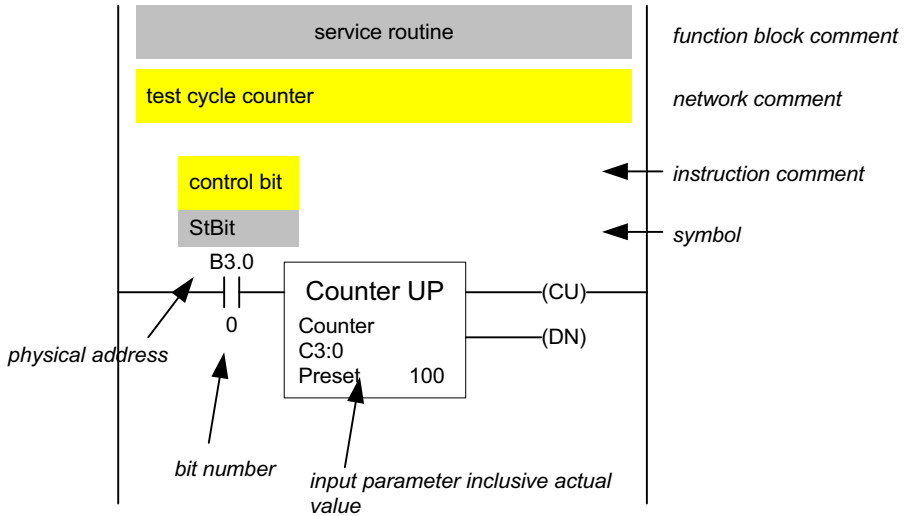 service routine
function block comment
test cycle counter
network comment
control bit
instruction comment
StBit
symbol
B3.0
Counter UP
(CU)
0
Counter
(DN)
physical address
C3:0
Preset 100
bit number
input parameter inclusive actual
value